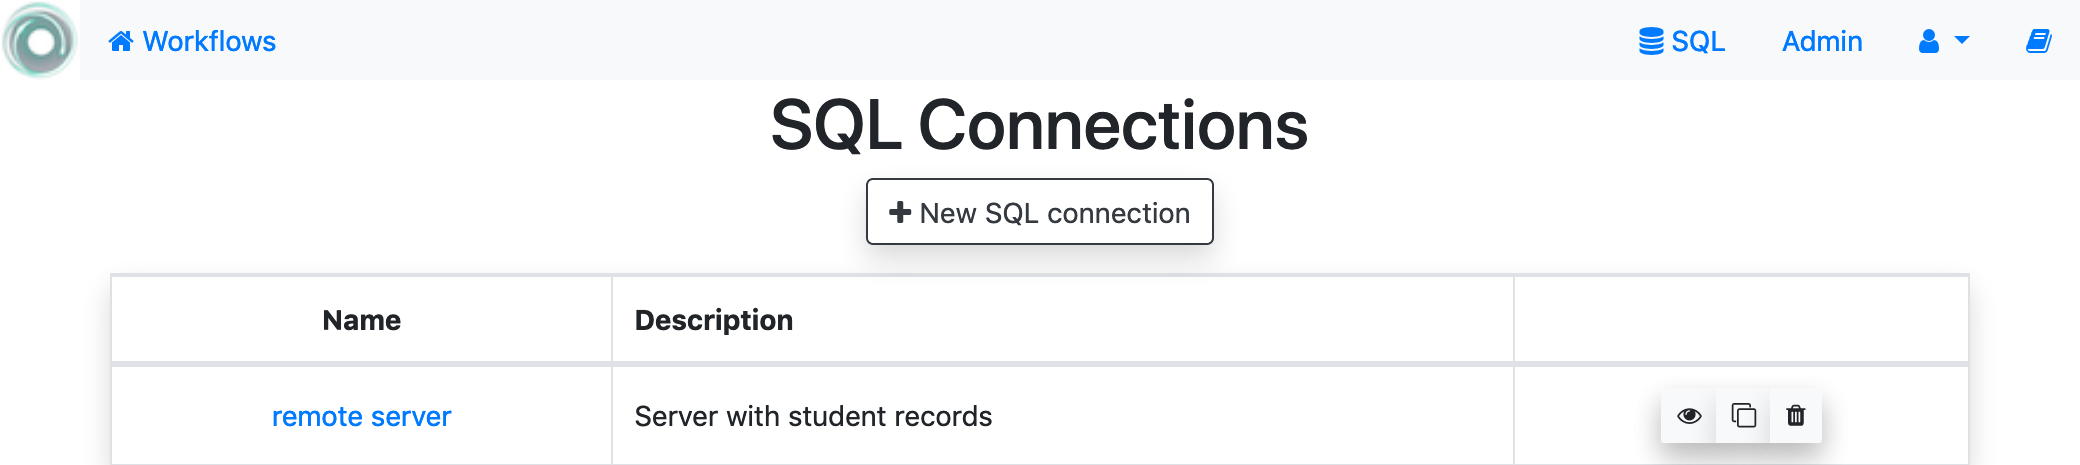 Workflows SQL Admin
SQL Connections
New SQL connection
Name Description
remote server Server with student records